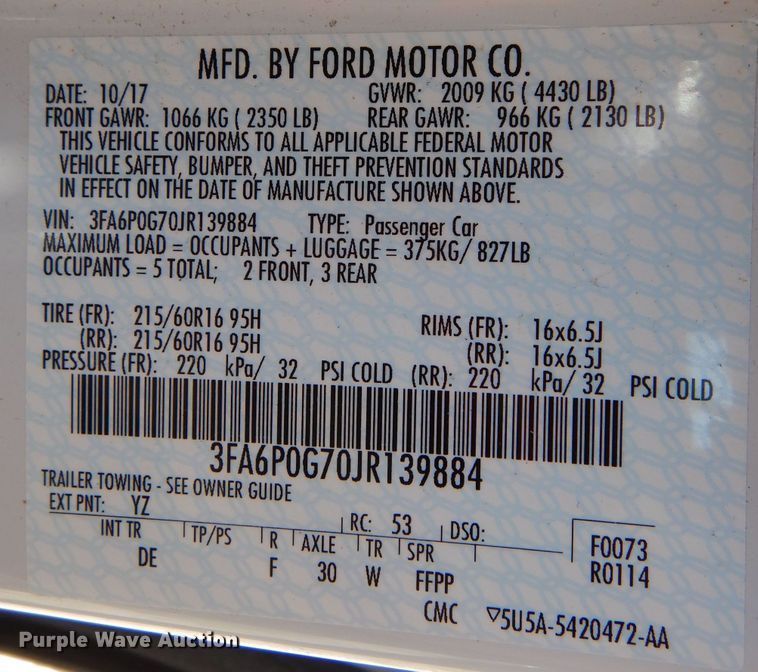 MFD. BY FORD MOTOR CO.
DATE: 10/17 GVWR: 2009 KG ( 4430 LB)
FRONT GAWR: 1066 KG ( 2350 LB) REAR GAWR: 966 KG ( 2130 LB)
THIS VEHICLE CONFORMS TO ALL APPLICABLE FEDERAL MOTOR
VEHICLE SAFETY, BUMPER, AND THEFT PREVENTION STANDARDS
IN EFFECT ON THE DATE OF MANUFACTURE SHOWN ABOVE.
VIN: 3FA6P0G70JR139884 TYPE: Passenger Car
MAXIMUM LOAD = OCCUPANTS + LUGGAGE = 375KG/ 827LB
OCCUPANTS = 5 TOTAL; 2 FRONT, 3 REAR
TIRE (FR): 215/60R16 95H RIMS (FR): 16x6.5J
(RR): 215/60R16 95H (RR): 16x6.5J
PRESSURE (FR): 220 kPa/ 32 PSI COLD (RR): 220 kPa/ 32 PSI COLD
3FA6P0G70JR139884
TRAILER TOWING - SEE OWNER GUIDE
EXT PNT: YZ RC: 53 DSO:
INT TR TP/PS R AXLE TR SPR F0073
DE F 30 W FFPP R0114
CMC ▽5U5A-5420472-AA
Purple Wave Auction